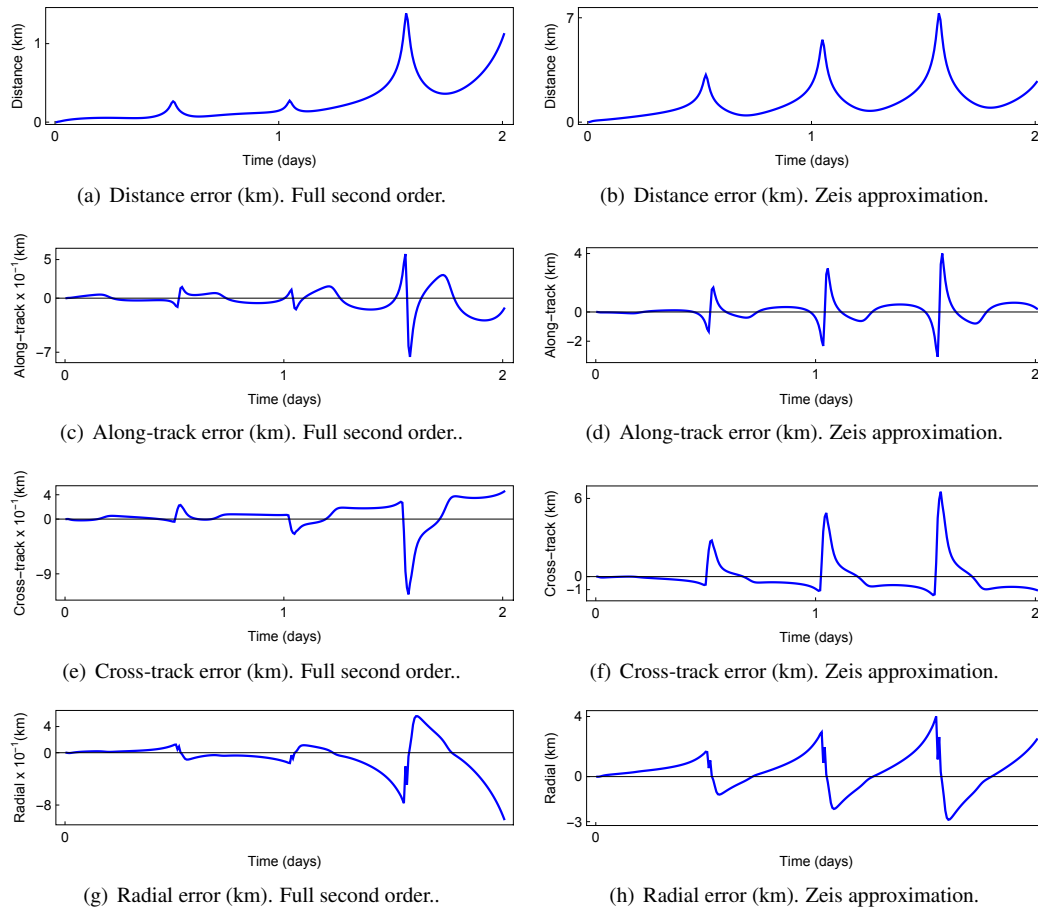 Distance (km)
1
0
0
1
2
Time (days)
(a) Distance error (km). Full second order..
Distance (km)
7
0
0
1
2
Time (days)
(b) Distance error (km). Zeis approximation.
Along-track x 10⁻¹(km)
5
0
-7
0
1
2
Time (days)
(c) Along-track error (km). Full second order..
Along-track (km)
4
0
-2
0
1
2
Time (days)
(d) Along-track error (km). Zeis approximation.
Cross-track x 10⁻¹(km)
4
0
-9
0
1
2
Time (days)
(e) Cross-track error (km). Full second order..
Cross-track (km)
6
0
-1
0
1
2
Time (days)
(f) Cross-track error (km). Zeis approximation.
Radial x 10⁻¹(km)
4
0
-8
0
Time (days)
(g) Radial error (km). Full second order..
Radial (km)
4
0
-3
0
Time (days)
(h) Radial error (km). Zeis approximation.